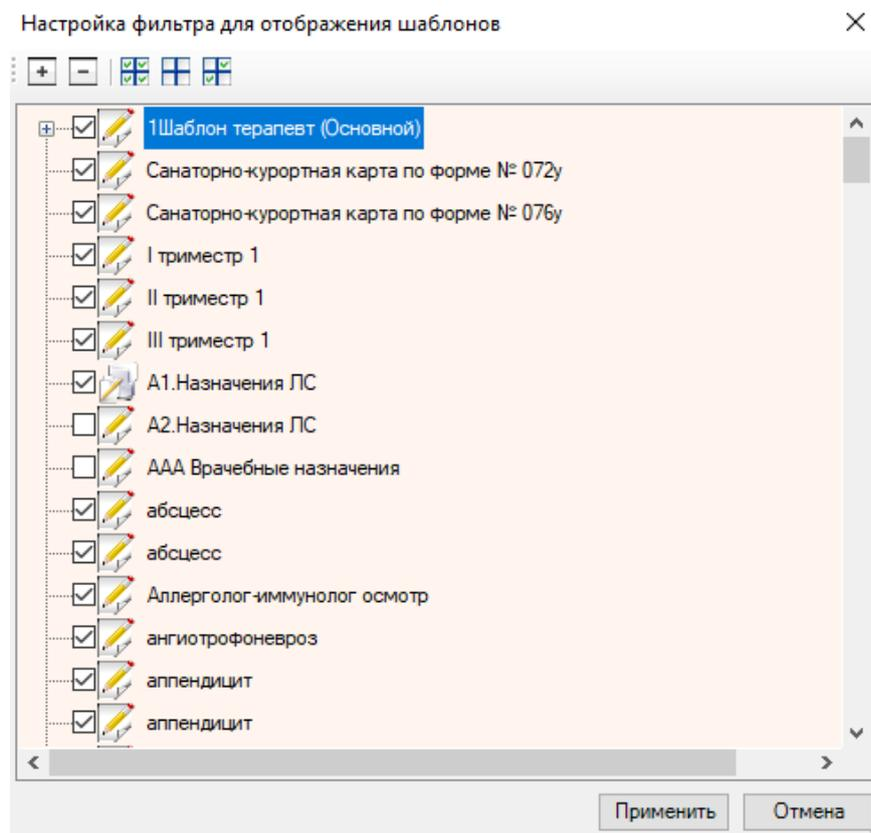 Настройка фильтра для отображения шаблонов
1Шаблон терапевт (Основной)
Санаторно-курортная карта по форме № 072у
Санаторно-курортная карта по форме № 076у
I триместр 1
II триместр 1
III триместр 1
А1.Назначения ЛС
А2.Назначения ЛС
ААА Врачебные назначения
абсцесс
абсцесс
Аллерголог-иммунолог осмотр
ангиотрофоневроз
аппендицит
аппендицит
Применить Отмена